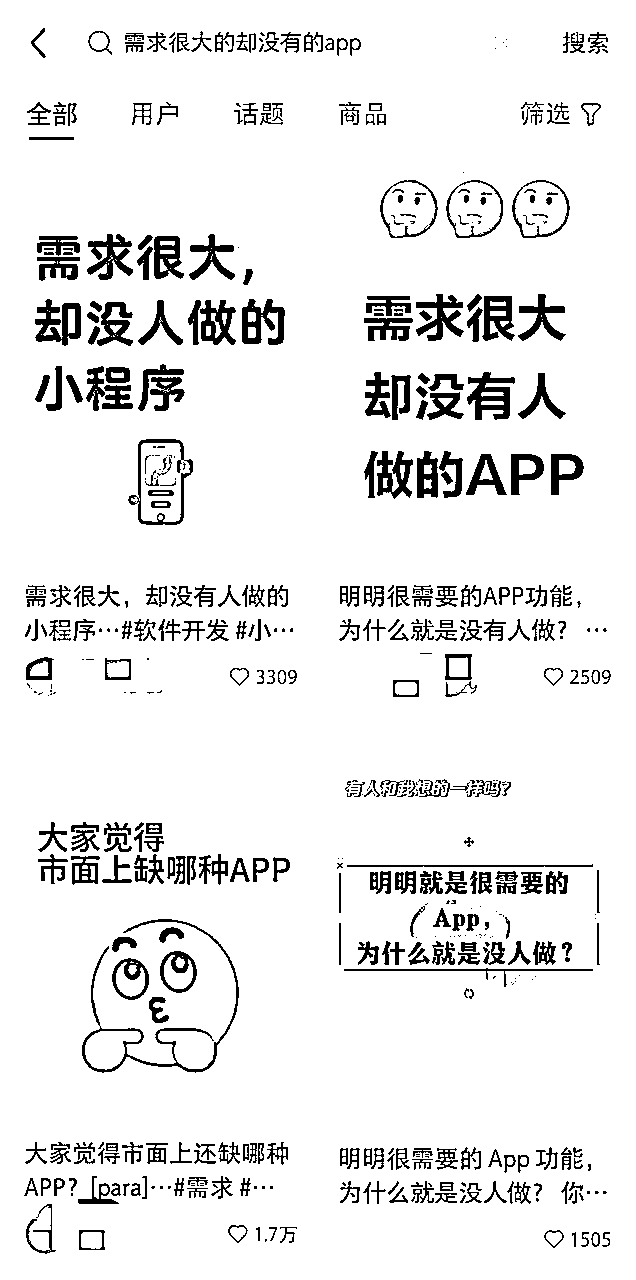 需求很大的却没有的app
搜索
全部
用户
话题
商品
筛选
需求很大，
却没人做的
小程序
需求很大，却没有人做的
小程序…#软件开发 #小…
3309
需求很大
却没有人
做的APP
明明很需要的APP功能，
为什么就是没有人做？ …
2509
大家觉得
市面上缺哪种APP
大家觉得市面上还缺哪种
APP？[para]…#需求 #…
1.7万
有人和我想的一样吗?
明明就是很需要的
App，
为什么就是没人做？
明明很需要的 App 功能，
为什么就是没人做？ 你…
1505